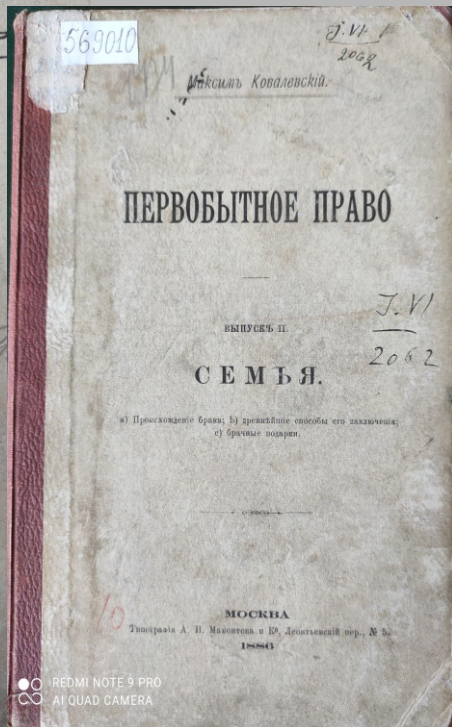 569010
J. VI
2062
Максимъ Ковалевскій.
ПЕРВОБЫТНОЕ ПРАВО
ВЫПУСКЪ II.
J. VI
2062
СЕМЬЯ.
a) Происхожденіе брака; b) древнѣйшіе способы его заключенія;
c) брачные подарки.
10
МОСКВА
Типографія А. И. Мамонтова и Кº, Леонтьевскій пер., № 5.
1886
REDMI NOTE 9 PRO
AI QUAD CAMERA